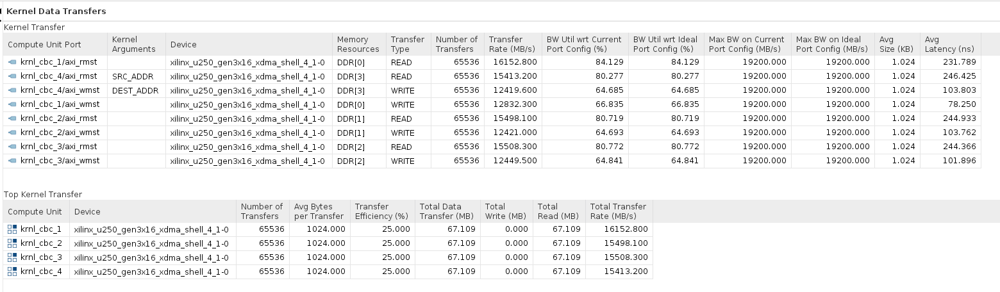 Kernel Data Transfers
Kernel Transfer
Compute Unit Port Kernel Arguments Device Memory Resources Transfer Type Number of Transfers Transfer Rate (MB/s) BW Util wrt Current Port Config (%) BW Util wrt Ideal Port Config (%) Max BW on Current Port Config (MB/s) Max BW on Ideal Port Config (MB/s) Avg Size (KB) Avg Latency (ns)
krnl_cbc_1/axi_rmst xilinx_u250_gen3x16_xdma_shell_4_1-0 DDR[0] READ 65536 16152.800 84.129 84.129 19200.000 19200.000 1.024 231.789
krnl_cbc_4/axi_rmst SRC_ADDR xilinx_u250_gen3x16_xdma_shell_4_1-0 DDR[3] READ 65536 15413.200 80.277 80.277 19200.000 19200.000 1.024 246.425
krnl_cbc_4/axi_wmst DEST_ADDR xilinx_u250_gen3x16_xdma_shell_4_1-0 DDR[3] WRITE 65536 12419.600 64.685 64.685 19200.000 19200.000 1.024 103.803
krnl_cbc_1/axi_wmst xilinx_u250_gen3x16_xdma_shell_4_1-0 DDR[0] WRITE 65536 12832.300 66.835 66.835 19200.000 19200.000 1.024 78.250
krnl_cbc_2/axi_rmst xilinx_u250_gen3x16_xdma_shell_4_1-0 DDR[1] READ 65536 15498.100 80.719 80.719 19200.000 19200.000 1.024 244.933
krnl_cbc_2/axi_wmst xilinx_u250_gen3x16_xdma_shell_4_1-0 DDR[1] WRITE 65536 12421.000 64.693 64.693 19200.000 19200.000 1.024 103.762
krnl_cbc_3/axi_rmst xilinx_u250_gen3x16_xdma_shell_4_1-0 DDR[2] READ 65536 15508.300 80.772 80.772 19200.000 19200.000 1.024 244.366
krnl_cbc_3/axi_wmst xilinx_u250_gen3x16_xdma_shell_4_1-0 DDR[2] WRITE 65536 12449.500 64.841 64.841 19200.000 19200.000 1.024 101.896
Top Kernel Transfer
Compute Unit Device Number of Transfers Avg Bytes per Transfer Transfer Efficiency (%) Total Data Transfer (MB) Total Write (MB) Total Read (MB) Total Transfer Rate (MB/s)
krnl_cbc_1 xilinx_u250_gen3x16_xdma_shell_4_1-0 65536 1024.000 25.000 67.109 0.000 67.109 16152.800
krnl_cbc_2 xilinx_u250_gen3x16_xdma_shell_4_1-0 65536 1024.000 25.000 67.109 0.000 67.109 15498.100
krnl_cbc_3 xilinx_u250_gen3x16_xdma_shell_4_1-0 65536 1024.000 25.000 67.109 0.000 67.109 15508.300
krnl_cbc_4 xilinx_u250_gen3x16_xdma_shell_4_1-0 65536 1024.000 25.000 67.109 0.000 67.109 15413.200